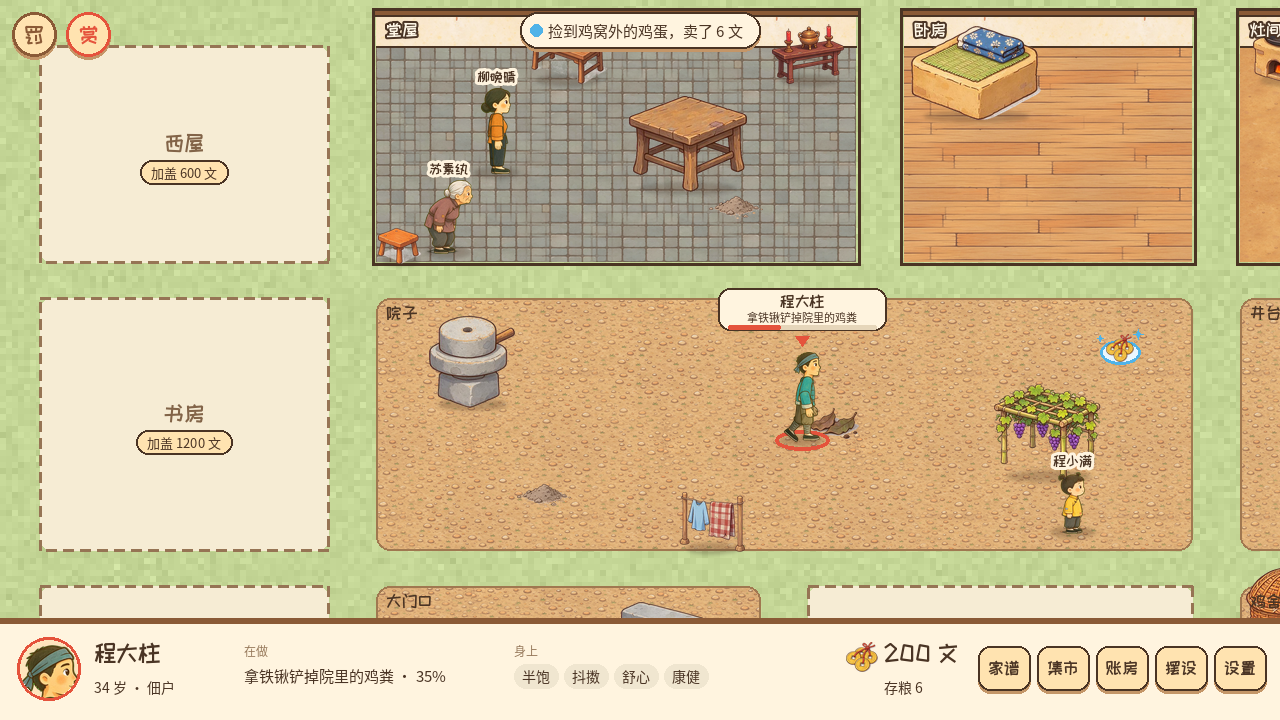 罚
赏
堂屋
捡到鸡窝外的鸡蛋，卖了 6 文
卧房
灶间
柳晚晴
苏素纨
西屋
加盖 600 文
院子
程大柱
拿铁锹铲掉院里的鸡粪
井台
书房
加盖 1200 文
程小满
大门口
鸡舍
程大柱
34 岁 · 佃户
在做
拿铁锹铲掉院里的鸡粪 · 35%
身上
半饱
抖擞
舒心
康健
200 文
存粮 6
家谱
集市
账房
摆设
设置